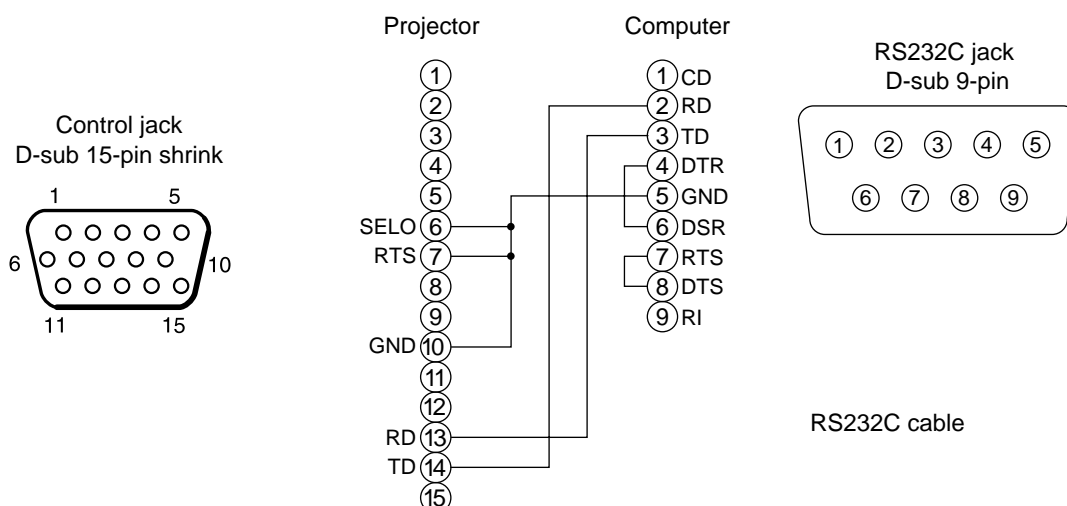 Projector
Computer
RS232C jack
D-sub 9-pin
Control jack
D-sub 15-pin shrink
1 5
6 10
11 15
1
2
3
4
5
SELO 6
RTS 7
8
9
GND 10
11
12
RD 13
TD 14
15
1 CD
2 RD
3 TD
4 DTR
5 GND
6 DSR
7 RTS
8 DTS
9 RI
1 2 3 4 5
6 7 8 9
RS232C cable